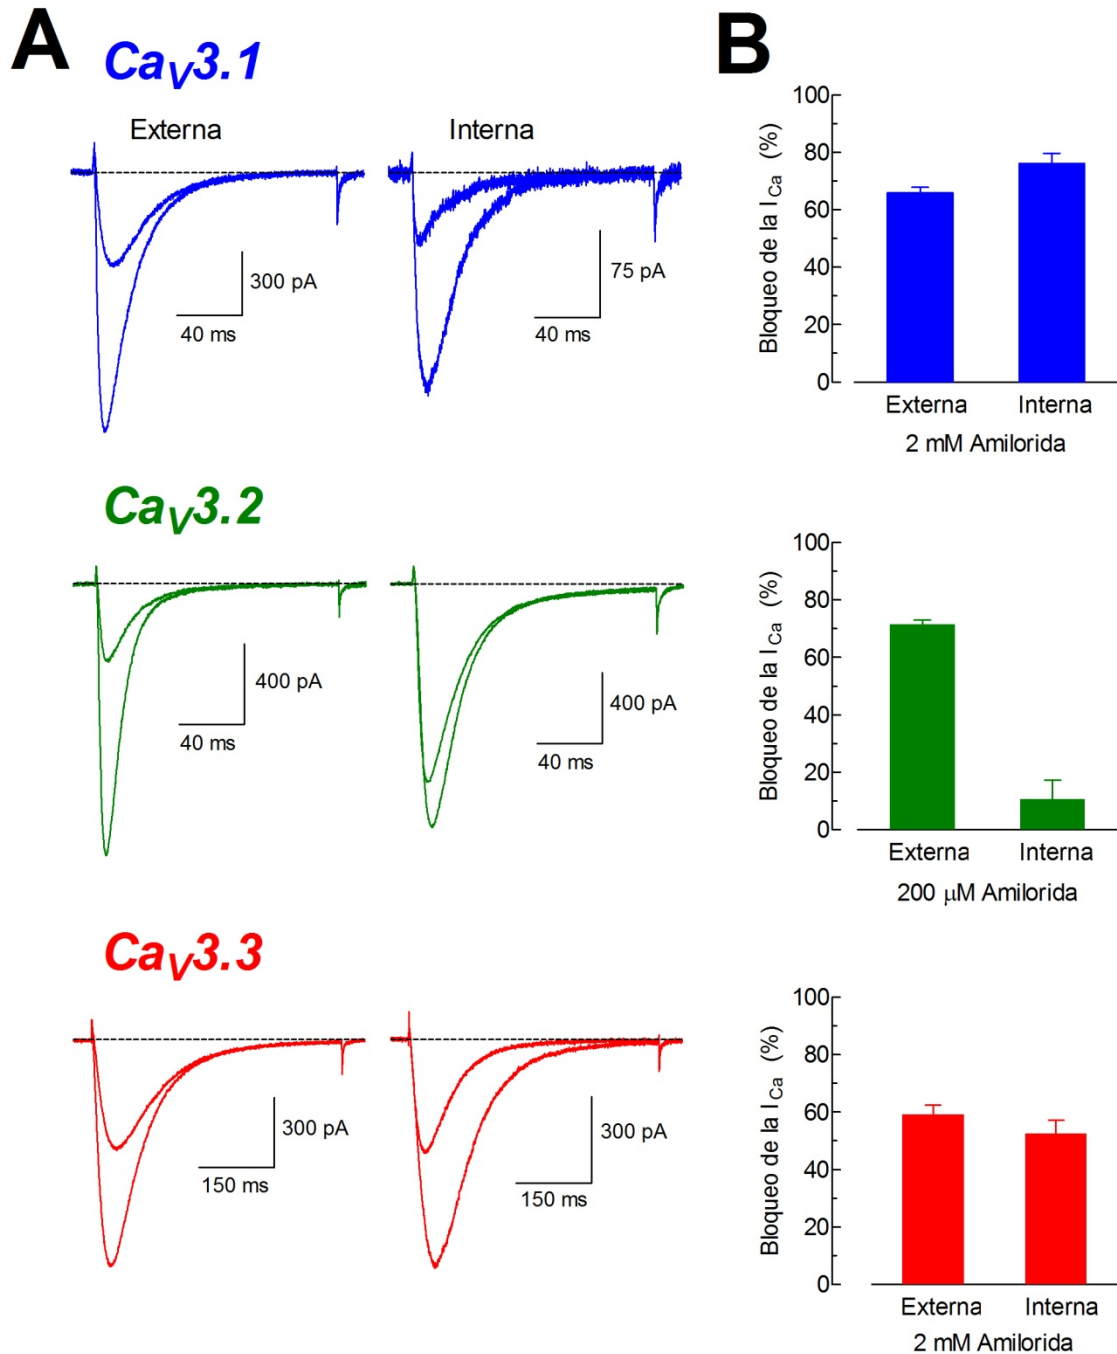 A
B
CaV3.1
Externa
Interna
300 pA
40 ms
75 pA
40 ms
Bloqueo de la ICa (%)
100
80
60
40
20
0
Externa
Interna
2 mM Amilorida
CaV3.2
400 pA
40 ms
400 pA
40 ms
Bloqueo de la ICa (%)
100
80
60
40
20
0
Externa
Interna
200 μM Amilorida
CaV3.3
300 pA
150 ms
300 pA
150 ms
Bloqueo de la ICa (%)
100
80
60
40
20
0
Externa
Interna
2 mM Amilorida